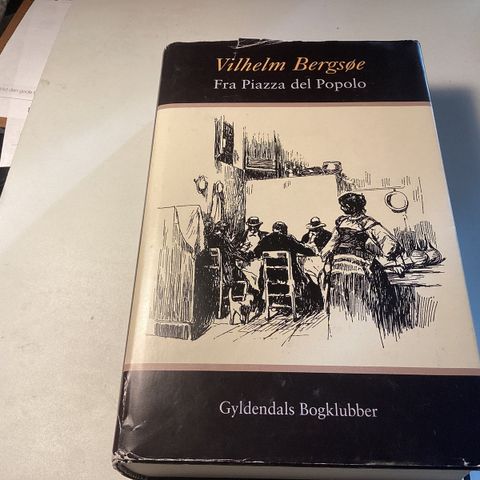 Vilhelm Bergsøe
Fra Piazza del Popolo
Gyldendals Bogklubber